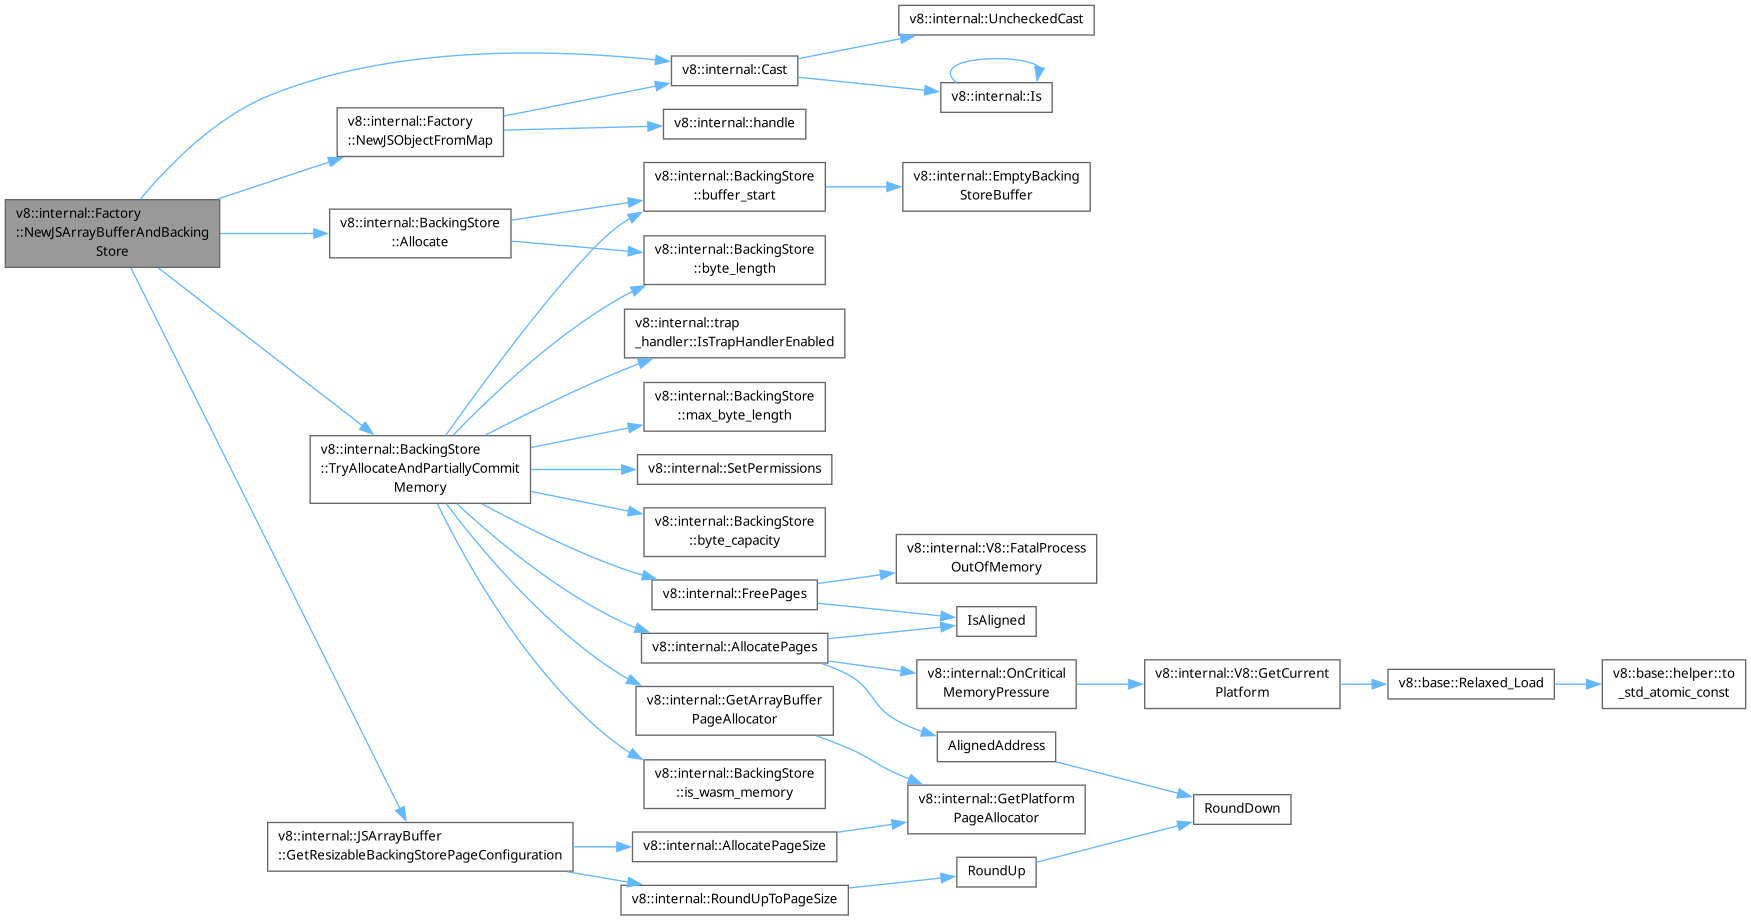 v8::internal::UncheckedCast
v8::internal::Cast
v8::internal::Is
v8::internal::Factory
::NewJSObjectFromMap
v8::internal::handle
v8::internal::BackingStore
::buffer_start
v8::internal::EmptyBacking
StoreBuffer
v8::internal::Factory
::NewJSArrayBufferAndBacking
Store
v8::internal::BackingStore
::Allocate
v8::internal::BackingStore
::byte_length
v8::internal::trap
_handler::IsTrapHandlerEnabled
v8::internal::BackingStore
::max_byte_length
v8::internal::BackingStore
::TryAllocateAndPartiallyCommit
Memory
v8::internal::SetPermissions
v8::internal::BackingStore
::byte_capacity
v8::internal::V8::FatalProcess
OutOfMemory
v8::internal::FreePages
IsAligned
v8::internal::AllocatePages
v8::internal::OnCritical
MemoryPressure
v8::internal::V8::GetCurrent
Platform
v8::base::Relaxed_Load
v8::base::helper::to
_std_atomic_const
v8::internal::GetArrayBuffer
PageAllocator
AlignedAddress
v8::internal::BackingStore
::is_wasm_memory
v8::internal::GetPlatform
PageAllocator
RoundDown
v8::internal::JSArrayBuffer
::GetResizableBackingStorePageConfiguration
v8::internal::AllocatePageSize
RoundUp
v8::internal::RoundUpToPageSize